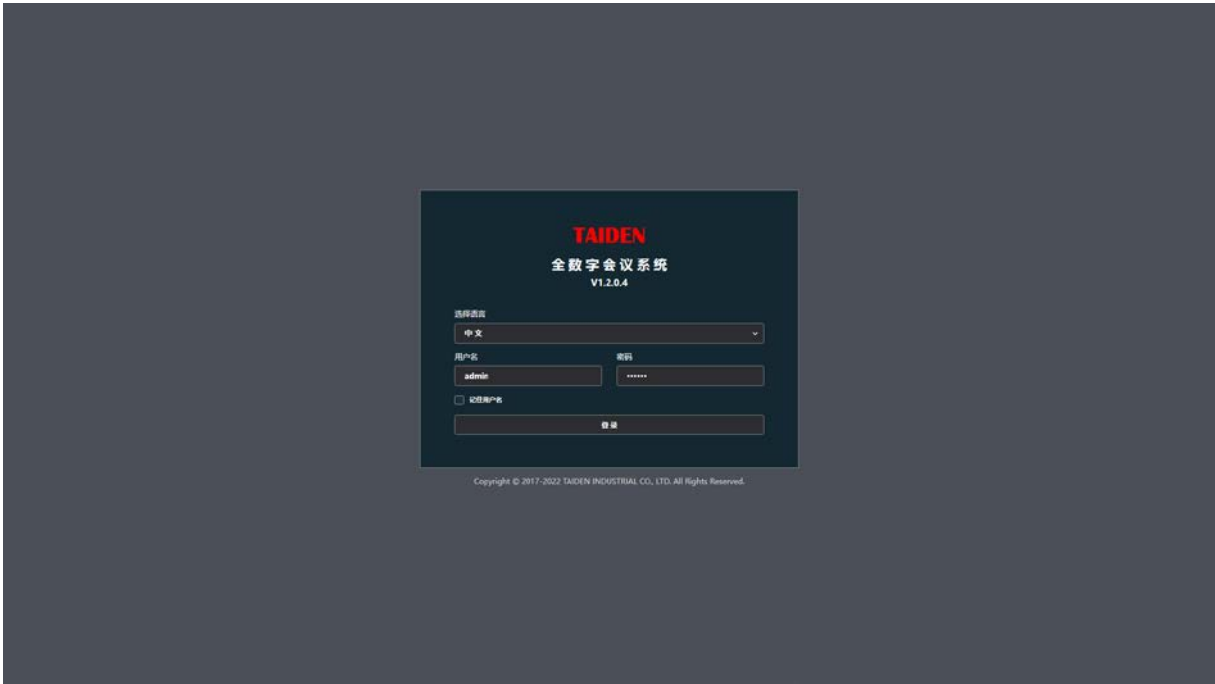 TAIDEN
全数字会议系统
V1.2.0.4
选择语言
中文
用户名 密码
admin ••••••
记住用户名
登录
Copyright © 2017-2022 TAIDEN INDUSTRIAL CO., LTD. All Rights Reserved.